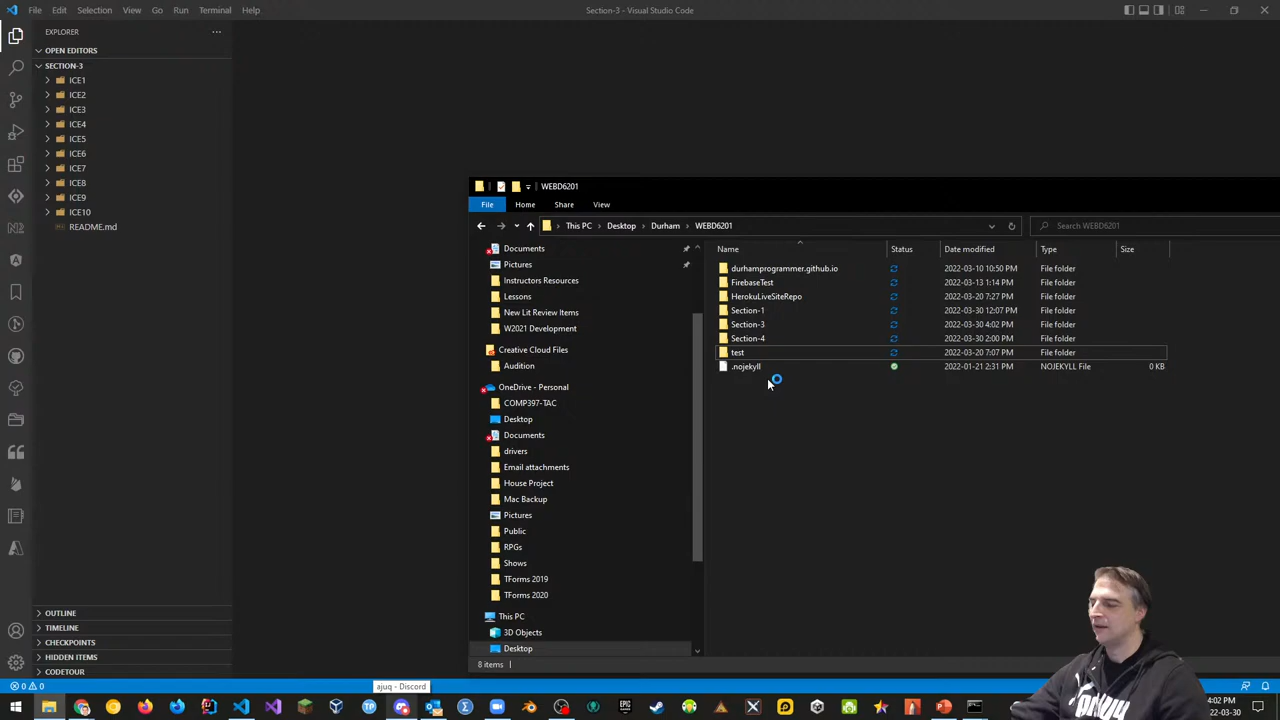 File Edit Selection View Go Run Terminal Help
Section-3 - Visual Studio Code
EXPLORER
OPEN EDITORS
SECTION-3
ICE1
ICE2
ICE3
ICE4
ICE5
ICE6
ICE7
ICE8
ICE9
ICE10
README.md
OUTLINE
TIMELINE
CHECKPOINTS
HIDDEN ITEMS
CODETOUR
0 0
WEBD6201
File Home Share View
This PC > Desktop > Durham > WEBD6201
Search WEBD6201
Documents
Pictures
Instructors Resources
Lessons
New Lit Review Items
W2021 Development
Creative Cloud Files
Audition
OneDrive - Personal
COMP397-TAC
Desktop
Documents
drivers
Email attachments
House Project
Mac Backup
Pictures
Public
RPGs
Shows
TForms 2019
TForms 2020
This PC
3D Objects
Desktop
Name Status Date modified Type Size
durhamprogrammer.github.io 2022-03-10 10:50 PM File folder
FirebaseTest 2022-03-13 1:14 PM File folder
HerokuLiveSiteRepo 2022-03-20 7:27 PM File folder
Section-1 2022-03-30 12:07 PM File folder
Section-3 2022-03-30 4:02 PM File folder
Section-4 2022-03-30 2:00 PM File folder
test 2022-03-20 7:07 PM File folder
.nojekyll 2022-01-21 2:31 PM NOJEKYLL File 0 KB
8 items
ajuq - Discord
4:02 PM
2022-03-30